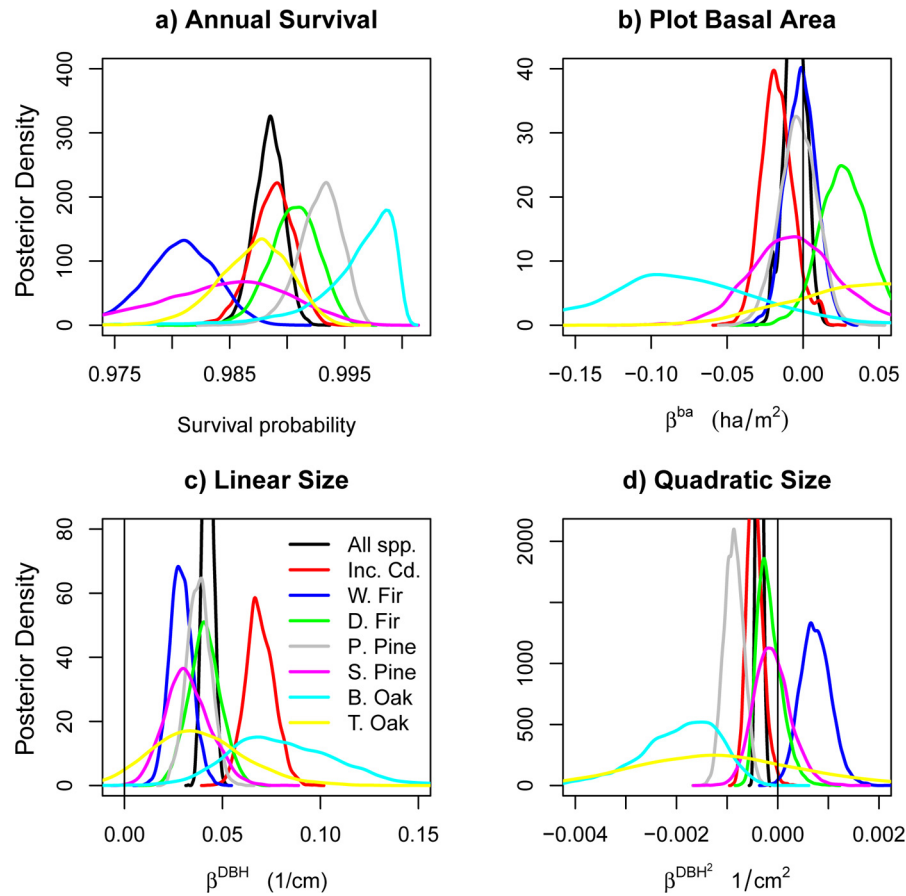 a) Annual Survival
Posterior Density
400
300
200
100
0
0.975
0.985
0.995
Survival probability
b) Plot Basal Area
40
30
20
10
0
−0.15
−0.10
−0.05
0.00
0.05
β^ba (ha/m²)
c) Linear Size
Posterior Density
80
60
40
20
0
0.00
0.05
0.10
0.15
β^DBH (1/cm)
All spp.
Inc. Cd.
W. Fir
D. Fir
P. Pine
S. Pine
B. Oak
T. Oak
d) Quadratic Size
2000
1000
500
0
−0.004
−0.002
0.000
0.002
β^DBH² 1/cm²